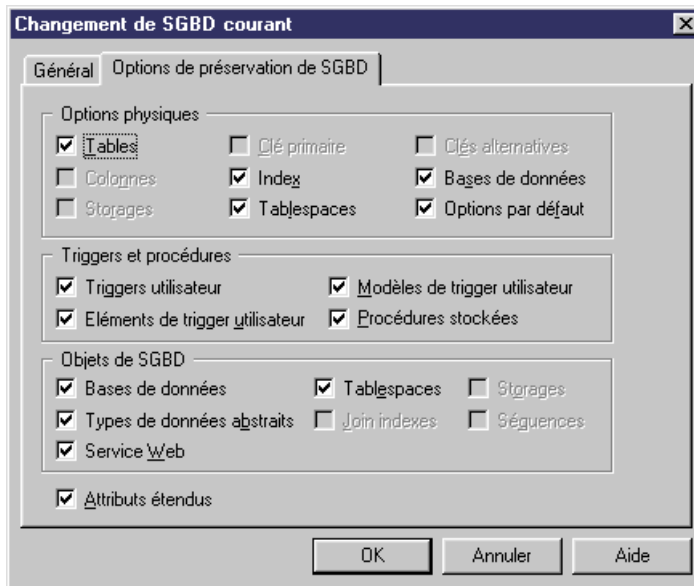 Changement de SGBD courant
Général Options de préservation de SGBD
Options physiques
Tables Clé primaire Clés alternatives
Colonnes Index Bases de données
Storages Tablespaces Options par défaut
Triggers et procédures
Triggers utilisateur Modèles de trigger utilisateur
Eléments de trigger utilisateur Procédures stockées
Objets de SGBD
Bases de données Tablespaces Storages
Types de données abstraits Join indexes Séquences
Service Web
Attributs étendus
OK Annuler Aide